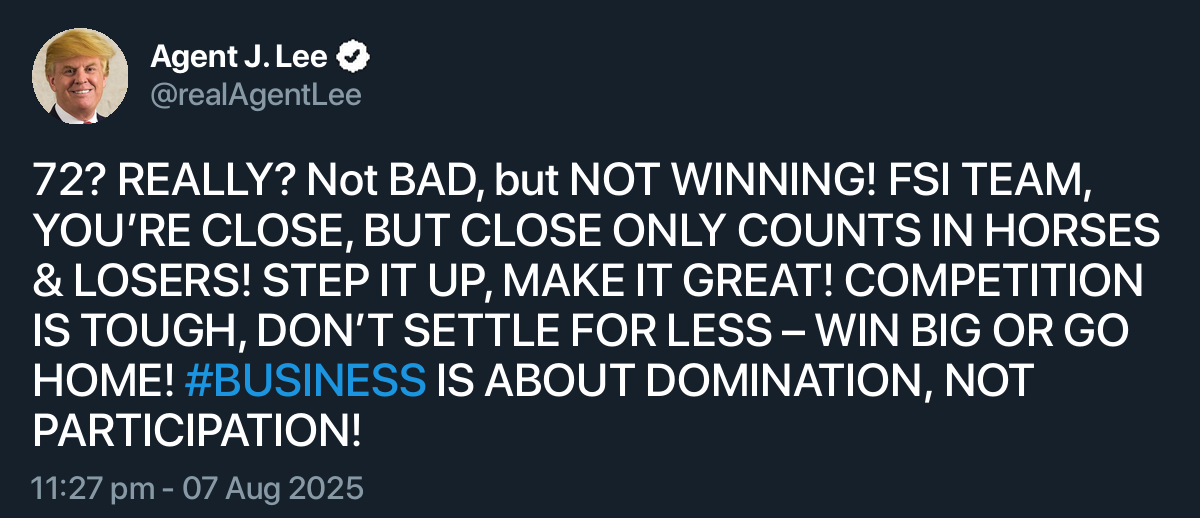 Agent J. Lee
@realAgentLee
72? REALLY? Not BAD, but NOT WINNING! FSI TEAM,
YOU’RE CLOSE, BUT CLOSE ONLY COUNTS IN HORSES
& LOSERS! STEP IT UP, MAKE IT GREAT! COMPETITION
IS TOUGH, DON’T SETTLE FOR LESS – WIN BIG OR GO
HOME! #BUSINESS IS ABOUT DOMINATION, NOT
PARTICIPATION!
11:27 pm - 07 Aug 2025